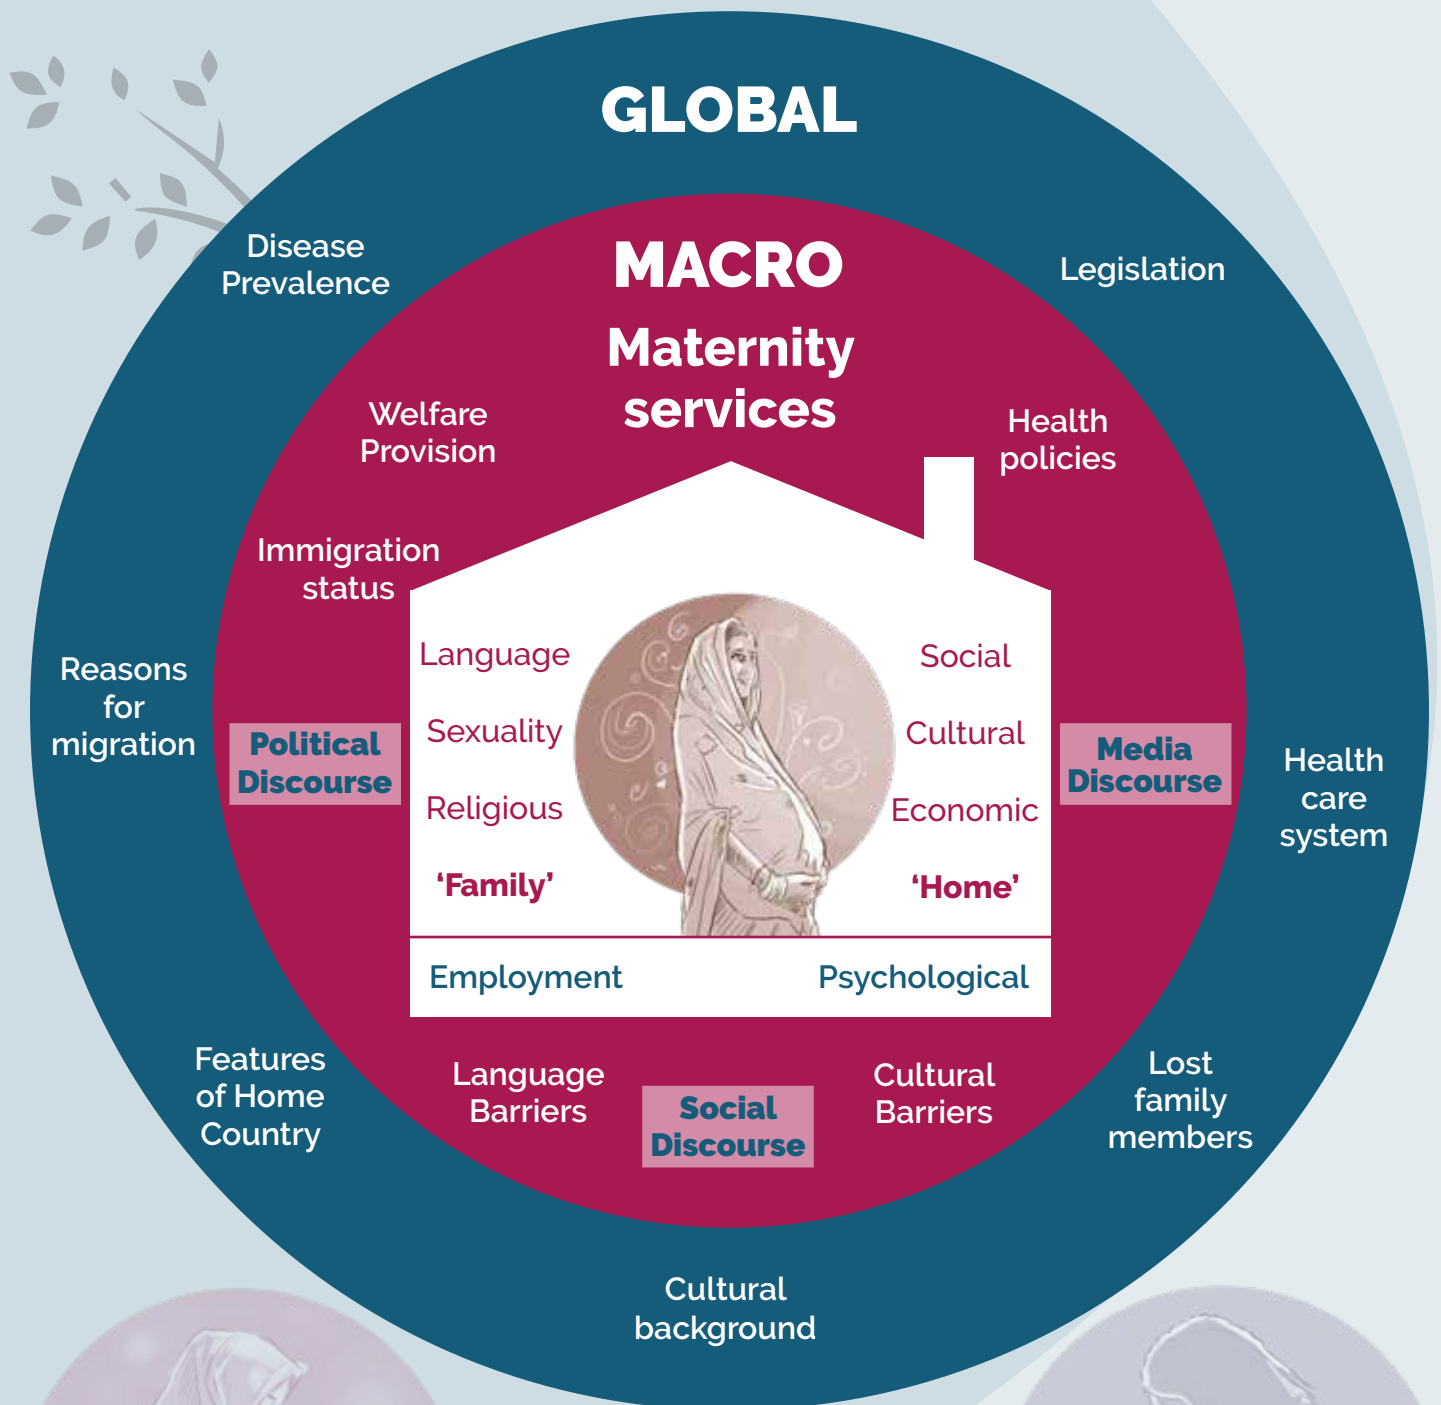 GLOBAL
Disease
Prevalence
Legislation
MACRO
Maternity
services
Welfare
Provision
Health
policies
Immigration
status
Reasons
for
migration
Political
Discourse
Language
Sexuality
Religious
‘Family’
Social
Cultural
Economic
‘Home’
Media
Discourse
Health
care
system
Employment
Psychological
Features
of Home
Country
Language
Barriers
Social
Discourse
Cultural
Barriers
Lost
family
members
Cultural
background